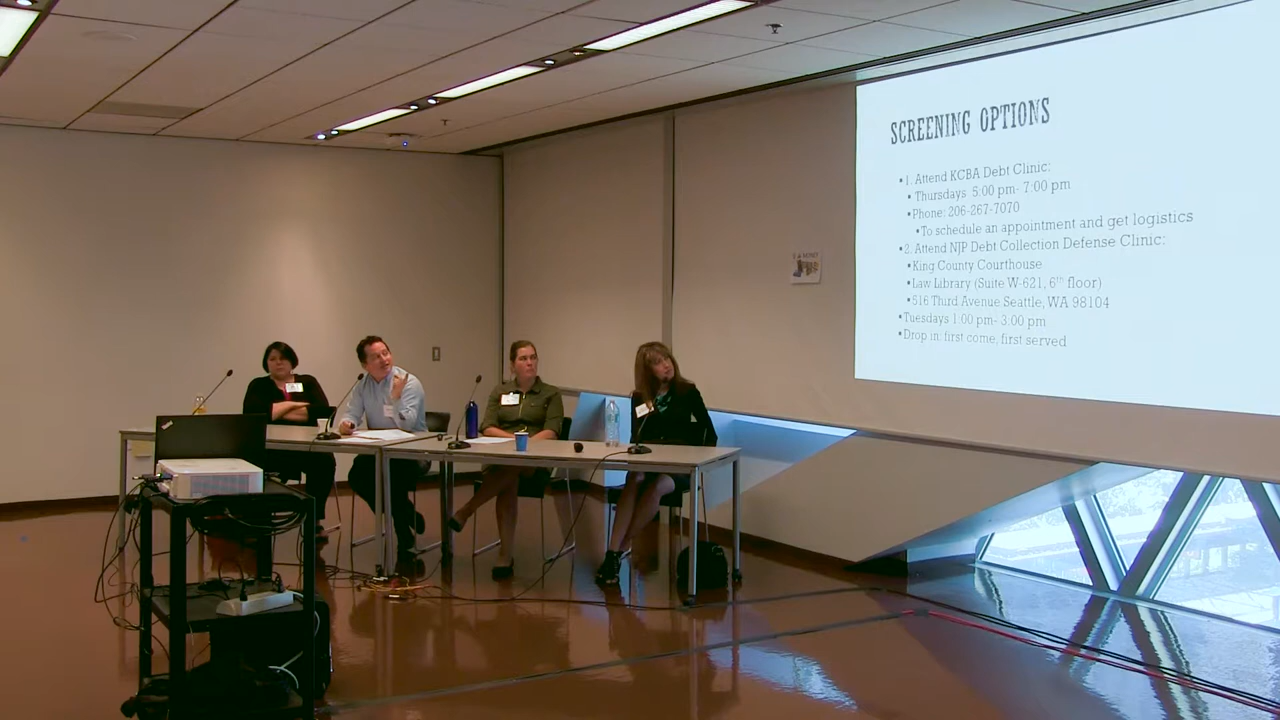 SCREENING OPTIONS
• 1. Attend KCBA Debt Clinic:
• Thursdays 5:00 pm- 7:00 pm
• Phone: 206-267-7070
• To schedule an appointment and get logistics
• 2. Attend NJP Debt Collection Defense Clinic:
• King County Courthouse
• Law Library (Suite W-621, 6th floor)
• 516 Third Avenue Seattle, WA 98104
• Tuesdays 1:00 pm- 3:00 pm
• Drop in: first come, first served